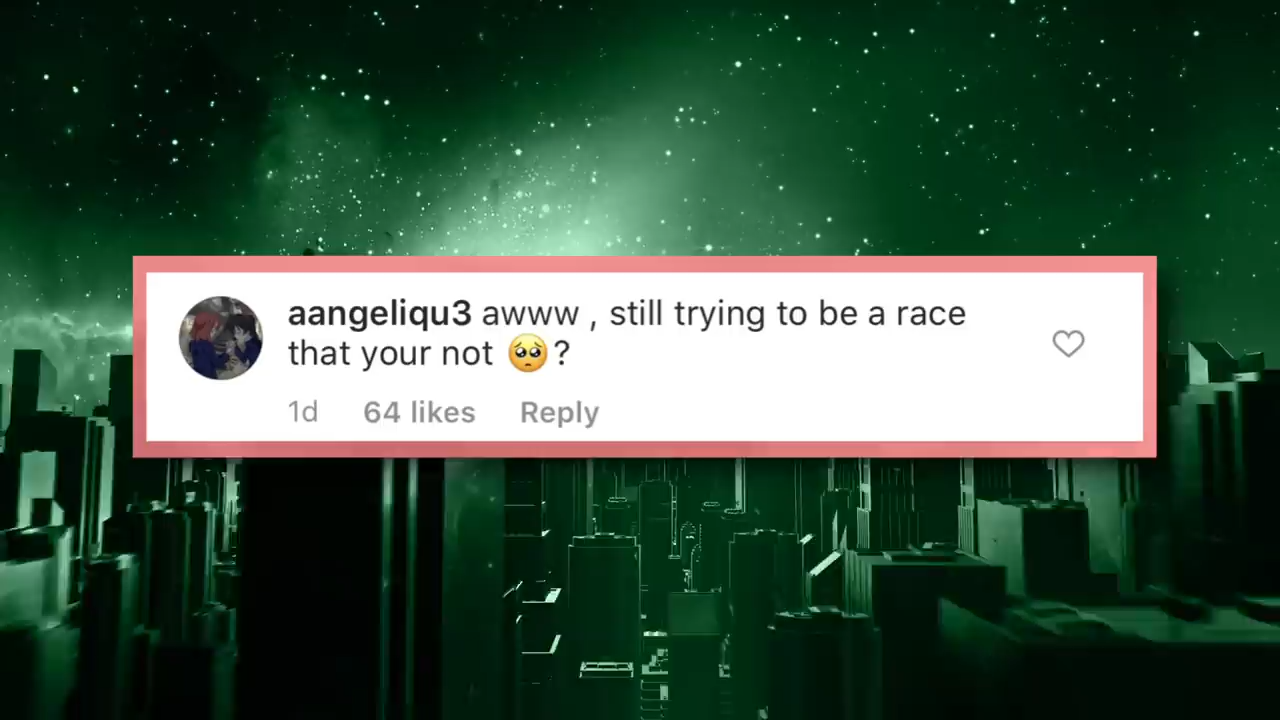 aangeliqu3 awww , still trying to be a race
that your not 🥺?
1d 64 likes Reply